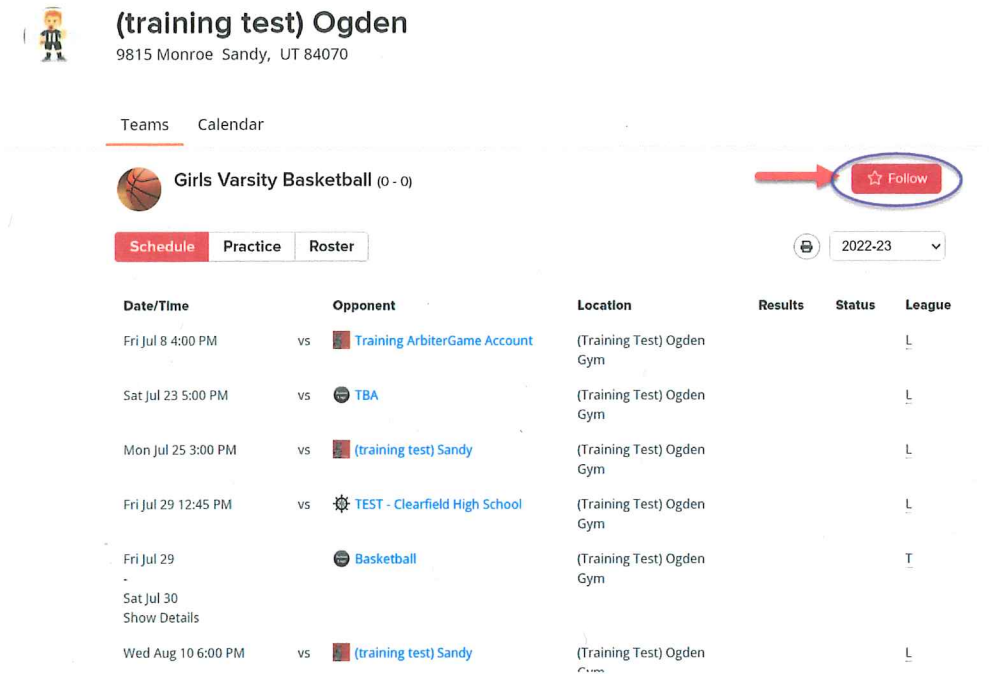 (training test) Ogden
9815 Monroe Sandy, UT 84070
Teams Calendar
Girls Varsity Basketball (0 - 0)
Follow
Schedule Practice Roster
2022-23
Date/Time Opponent Location Results Status League
Fri Jul 8 4:00 PM vs Training ArbiterGame Account (Training Test) Ogden L
Gym
Sat Jul 23 5:00 PM vs TBA (Training Test) Ogden L
Gym
Mon Jul 25 3:00 PM vs (training test) Sandy (Training Test) Ogden L
Gym
Fri Jul 29 12:45 PM vs TEST - Clearfield High School (Training Test) Ogden L
Gym
Fri Jul 29 Basketball (Training Test) Ogden T
- Gym
Sat Jul 30
Show Details
Wed Aug 10 6:00 PM vs (training test) Sandy (Training Test) Ogden L